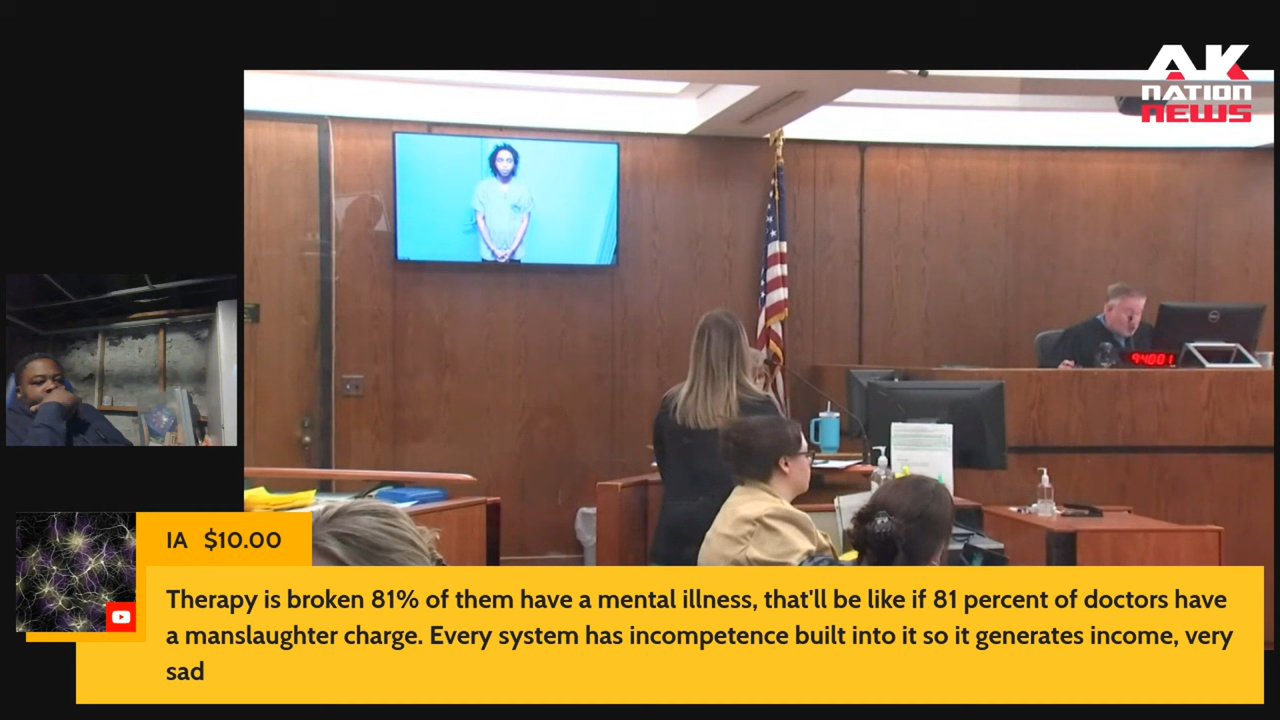 AK
NATION
NEWS
94001
IA $10.00
Therapy is broken 81% of them have a mental illness, that'll be like if 81 percent of doctors have
a manslaughter charge. Every system has incompetence built into it so it generates income, very
sad